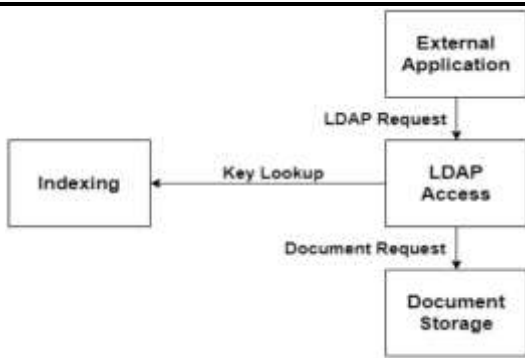 External
Application
LDAP Request
Indexing
Key Lookup
LDAP
Access
Document Request
Document
Storage